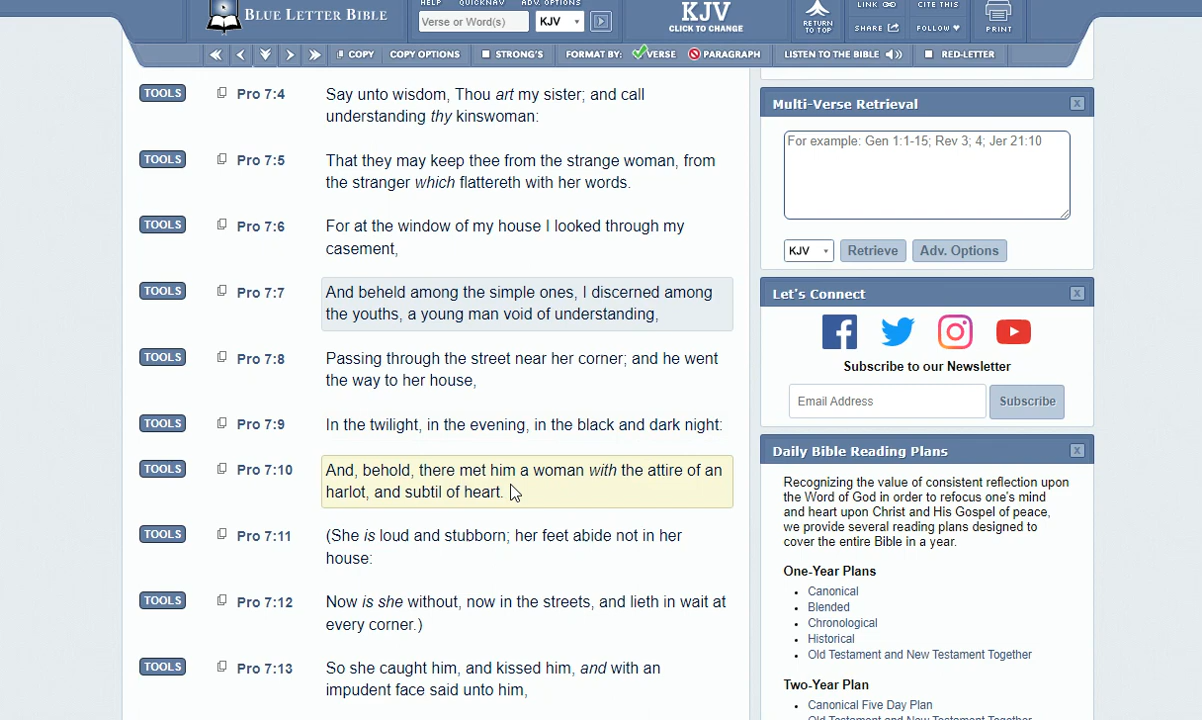 HELP QUICKNAV ADV. OPTIONS
BLUE LETTER BIBLE
Verse or Word(s)
KJV
KJV
CLICK TO CHANGE
RETURN
TO TOP
LINK
CITE THIS
SHARE
FOLLOW
PRINT
COPY COPY OPTIONS STRONG'S FORMAT BY: VERSE PARAGRAPH LISTEN TO THE BIBLE RED-LETTER
TOOLS Pro 7:4 Say unto wisdom, Thou art my sister; and call
understanding thy kinswoman:
TOOLS Pro 7:5 That they may keep thee from the strange woman, from
the stranger which flattereth with her words.
TOOLS Pro 7:6 For at the window of my house I looked through my
casement,
TOOLS Pro 7:7 And beheld among the simple ones, I discerned among
the youths, a young man void of understanding,
TOOLS Pro 7:8 Passing through the street near her corner; and he went
the way to her house,
TOOLS Pro 7:9 In the twilight, in the evening, in the black and dark night:
TOOLS Pro 7:10 And, behold, there met him a woman with the attire of an
harlot, and subtil of heart.
TOOLS Pro 7:11 (She is loud and stubborn; her feet abide not in her
house:
TOOLS Pro 7:12 Now is she without, now in the streets, and lieth in wait at
every corner.)
TOOLS Pro 7:13 So she caught him, and kissed him, and with an
impudent face said unto him,
Multi-Verse Retrieval
For example: Gen 1:1-15; Rev 3; 4; Jer 21:10
KJV Retrieve Adv. Options
Let's Connect
Subscribe to our Newsletter
Email Address Subscribe
Daily Bible Reading Plans
Recognizing the value of consistent reflection upon
the Word of God in order to refocus one's mind
and heart upon Christ and His Gospel of peace,
we provide several reading plans designed to
cover the entire Bible in a year.
One-Year Plans
Canonical
Blended
Chronological
Historical
Old Testament and New Testament Together
Two-Year Plan
Canonical Five Day Plan
Old Testament and New Testament Together